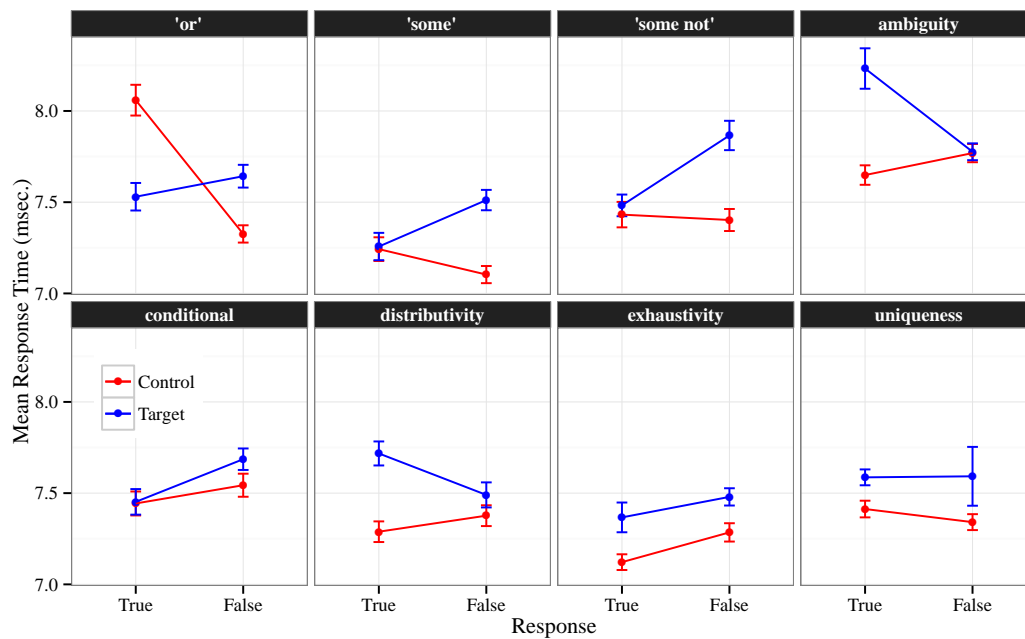 'or' 'some' 'some not' ambiguity
8.0
7.5
7.0
conditional distributivity exhaustivity uniqueness
Mean Response Time (msec.)
Control
Target
8.0
7.5
7.0
True False True False True False True False
Response